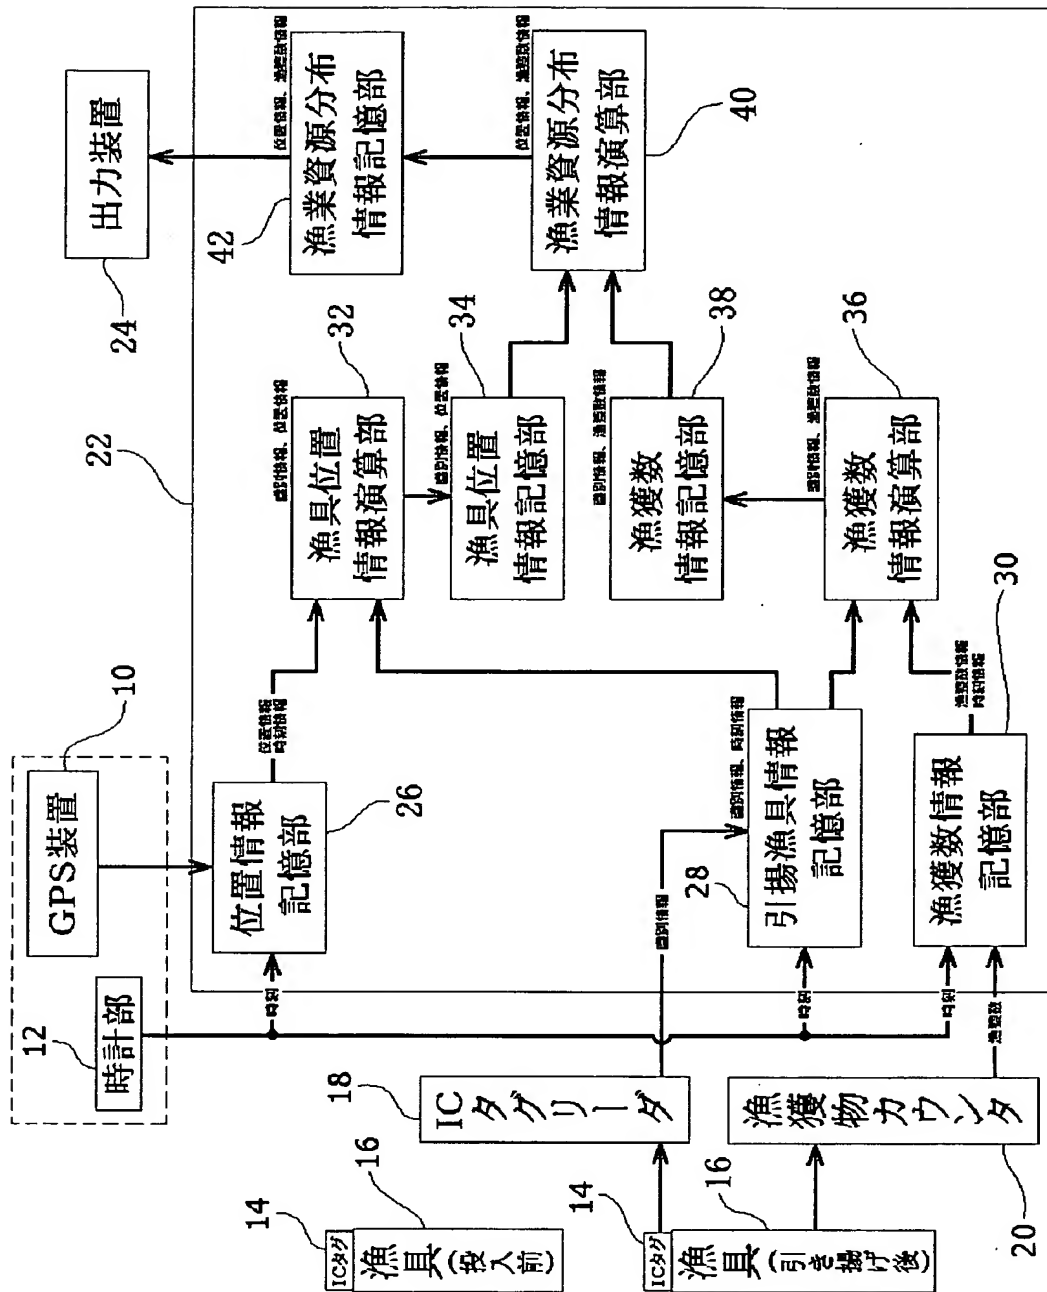 10
GPS装置
12
時計部
14
ICタグ
16
漁具(投入前)
14
ICタグ
16
漁具(引き揚げ後)
18
IC
タグリーダ
漁獲物カウンタ
20
22
時刻
位置情報
記憶部
26
位置情報
時刻情報
識別情報
時刻
識別情報、時刻情報
28
引揚漁具情報
記憶部
時刻
漁獲数
漁獲数情報
記憶部
30
漁獲数情報
時刻情報
漁具位置
情報演算部
32
識別情報、位置情報
識別情報、位置情報
漁具位置
情報記憶部
34
漁獲数
情報記憶部
38
識別情報、漁獲数情報
識別情報、漁獲数情報
漁獲数
情報演算部
36
漁業資源分布
情報演算部
40
位置情報、漁獲数情報
漁業資源分布
情報記憶部
42
位置情報、漁獲数情報
出力装置
24